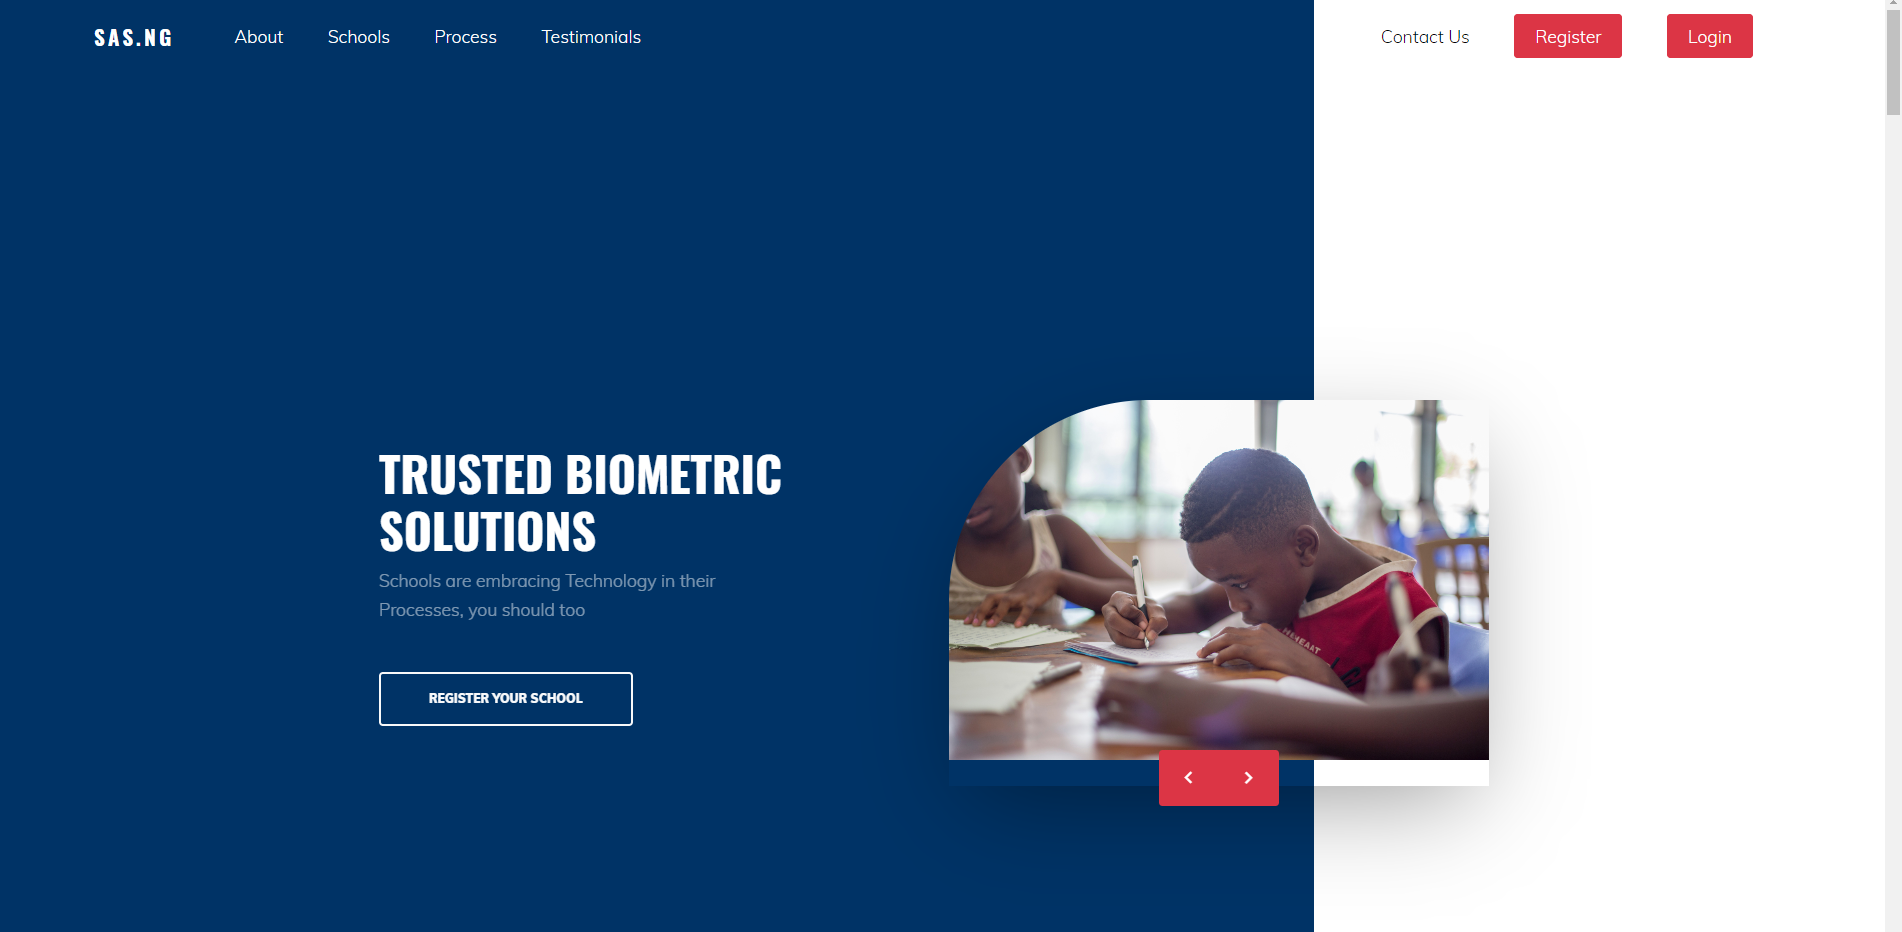 SAS.NG
About
Schools
Process
Testimonials
Contact Us
Register
Login
TRUSTED BIOMETRIC
SOLUTIONS
Schools are embracing Technology in their
Processes, you should too
REGISTER YOUR SCHOOL